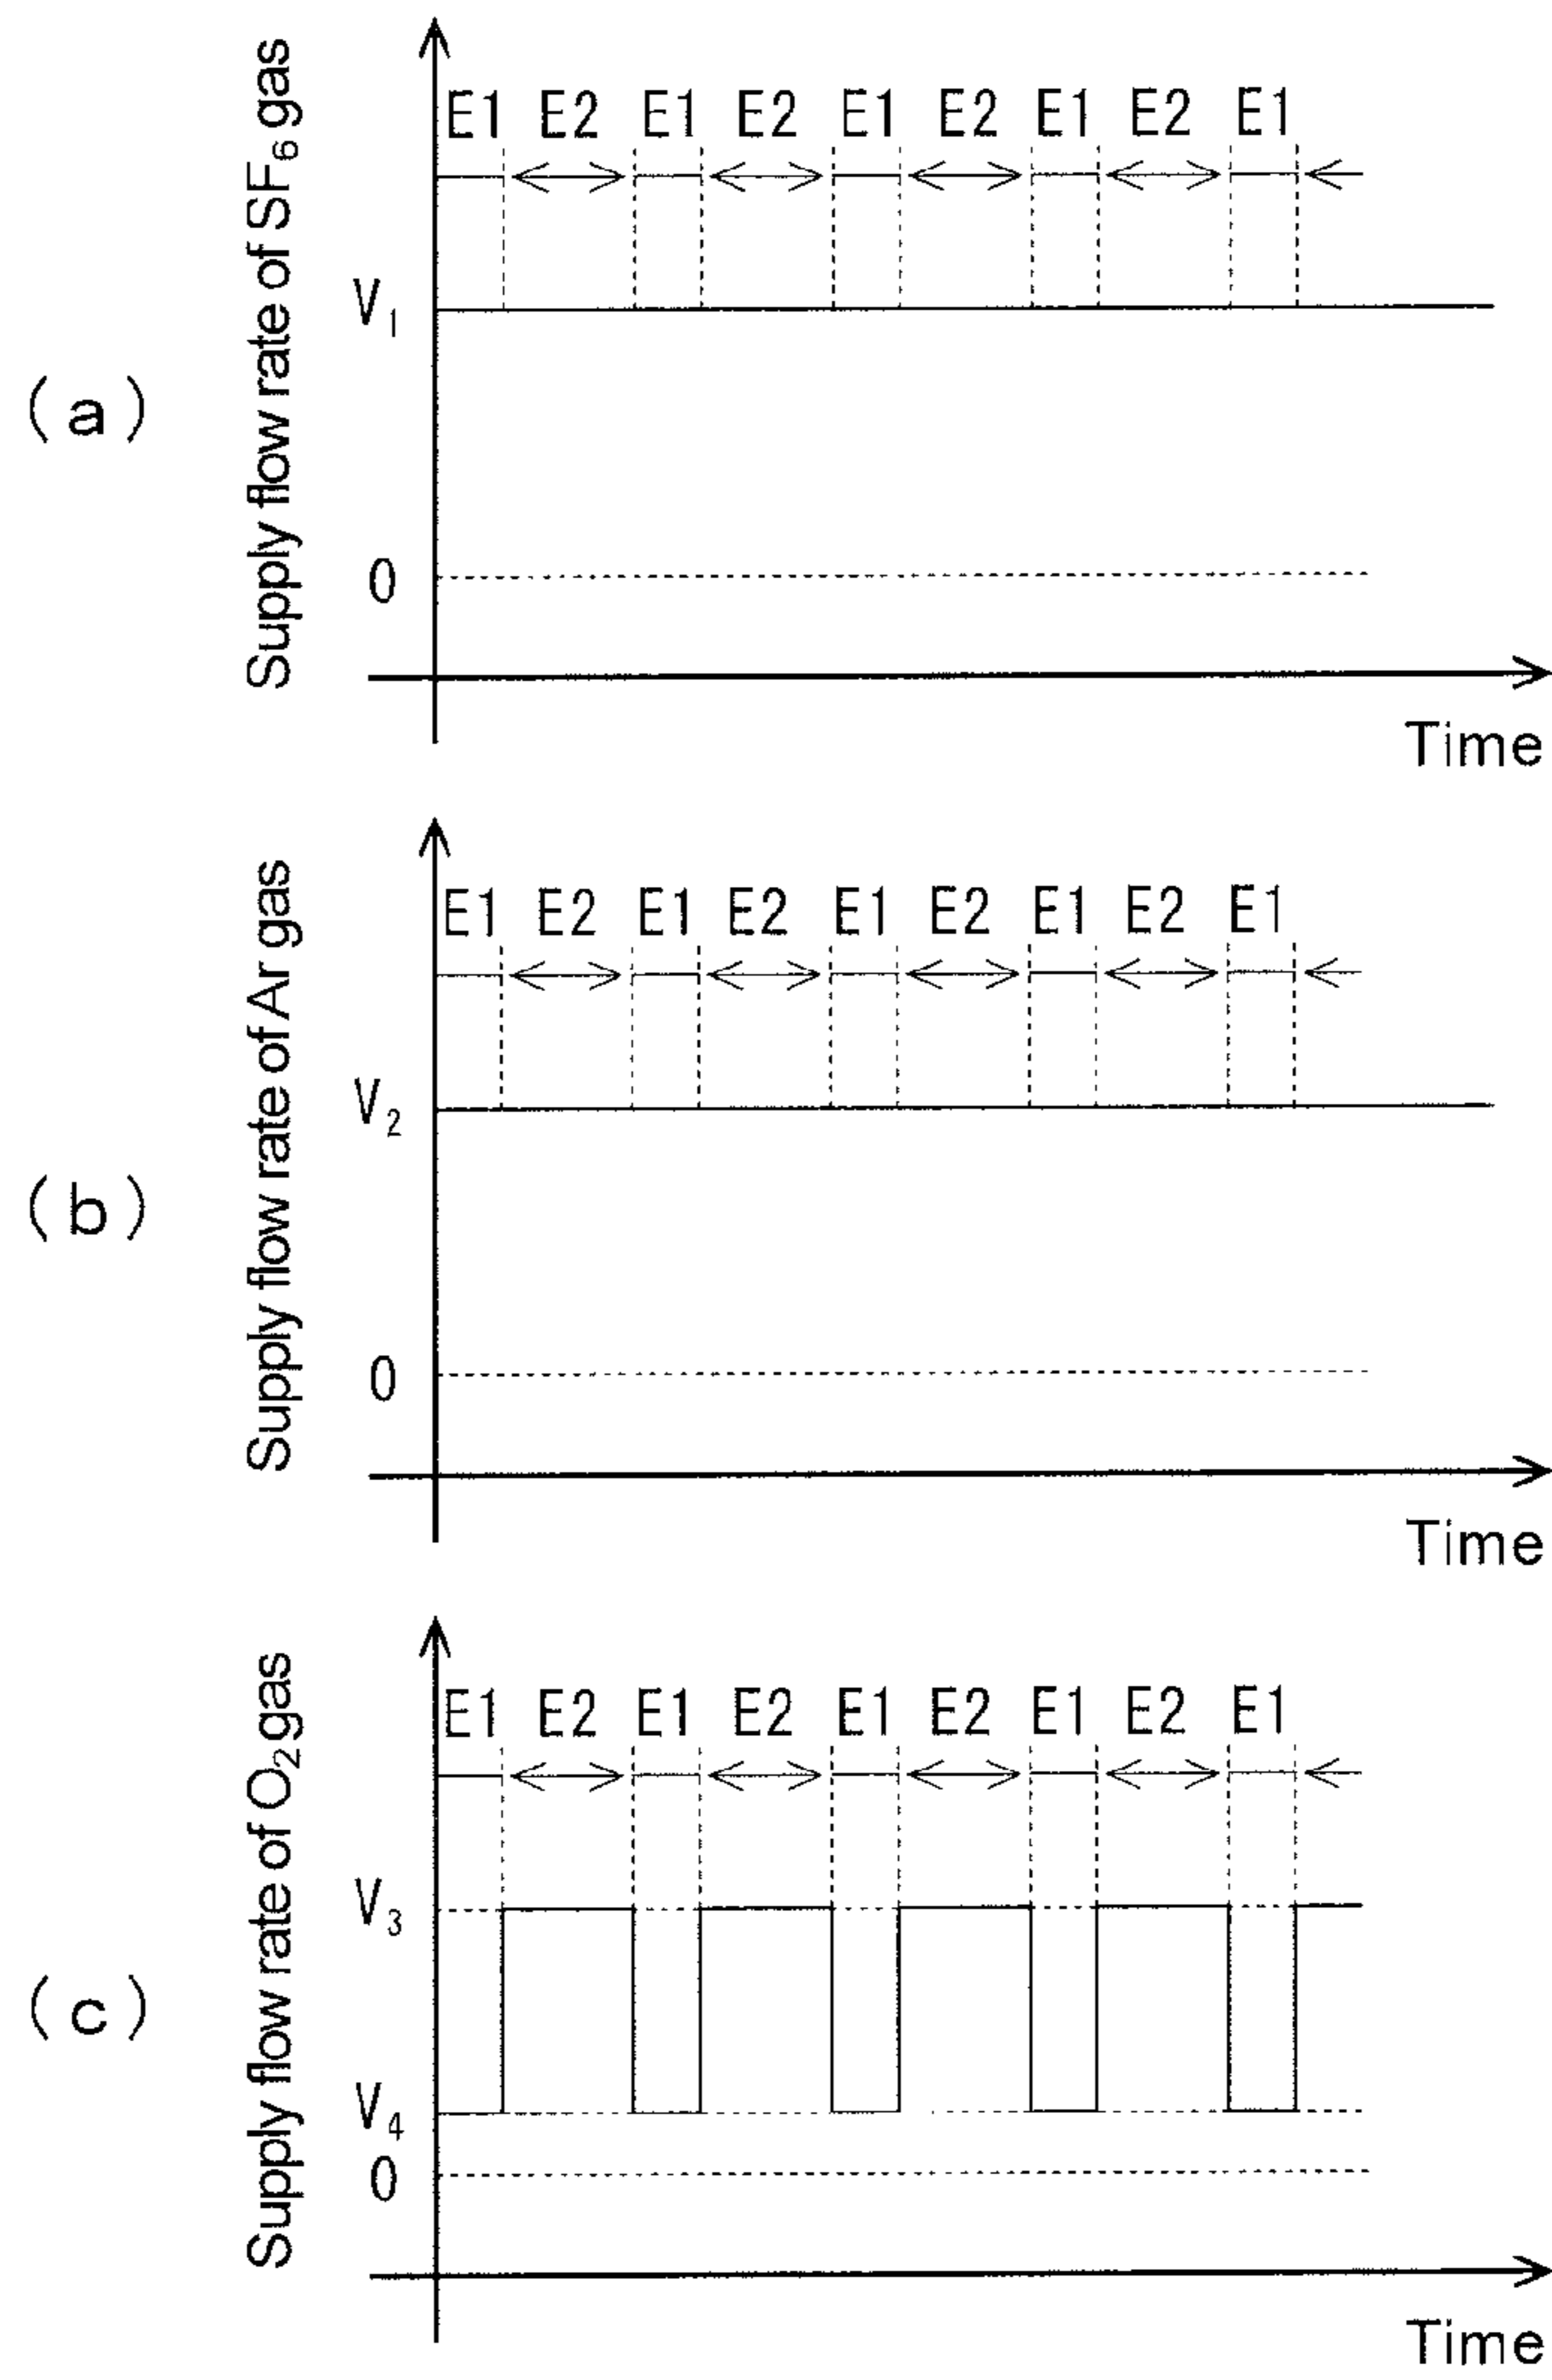 (a)
Supply flow rate of SF₆ gas
E1 E2 E1 E2 E1 E2 E1 E2 E1
V₁
0
Time
(b)
Supply flow rate of Ar gas
E1 E2 E1 E2 E1 E2 E1 E2 E1
V₂
0
Time
(c)
Supply flow rate of O₂ gas
E1 E2 E1 E2 E1 E2 E1 E2 E1
V₃
V₄
0
Time